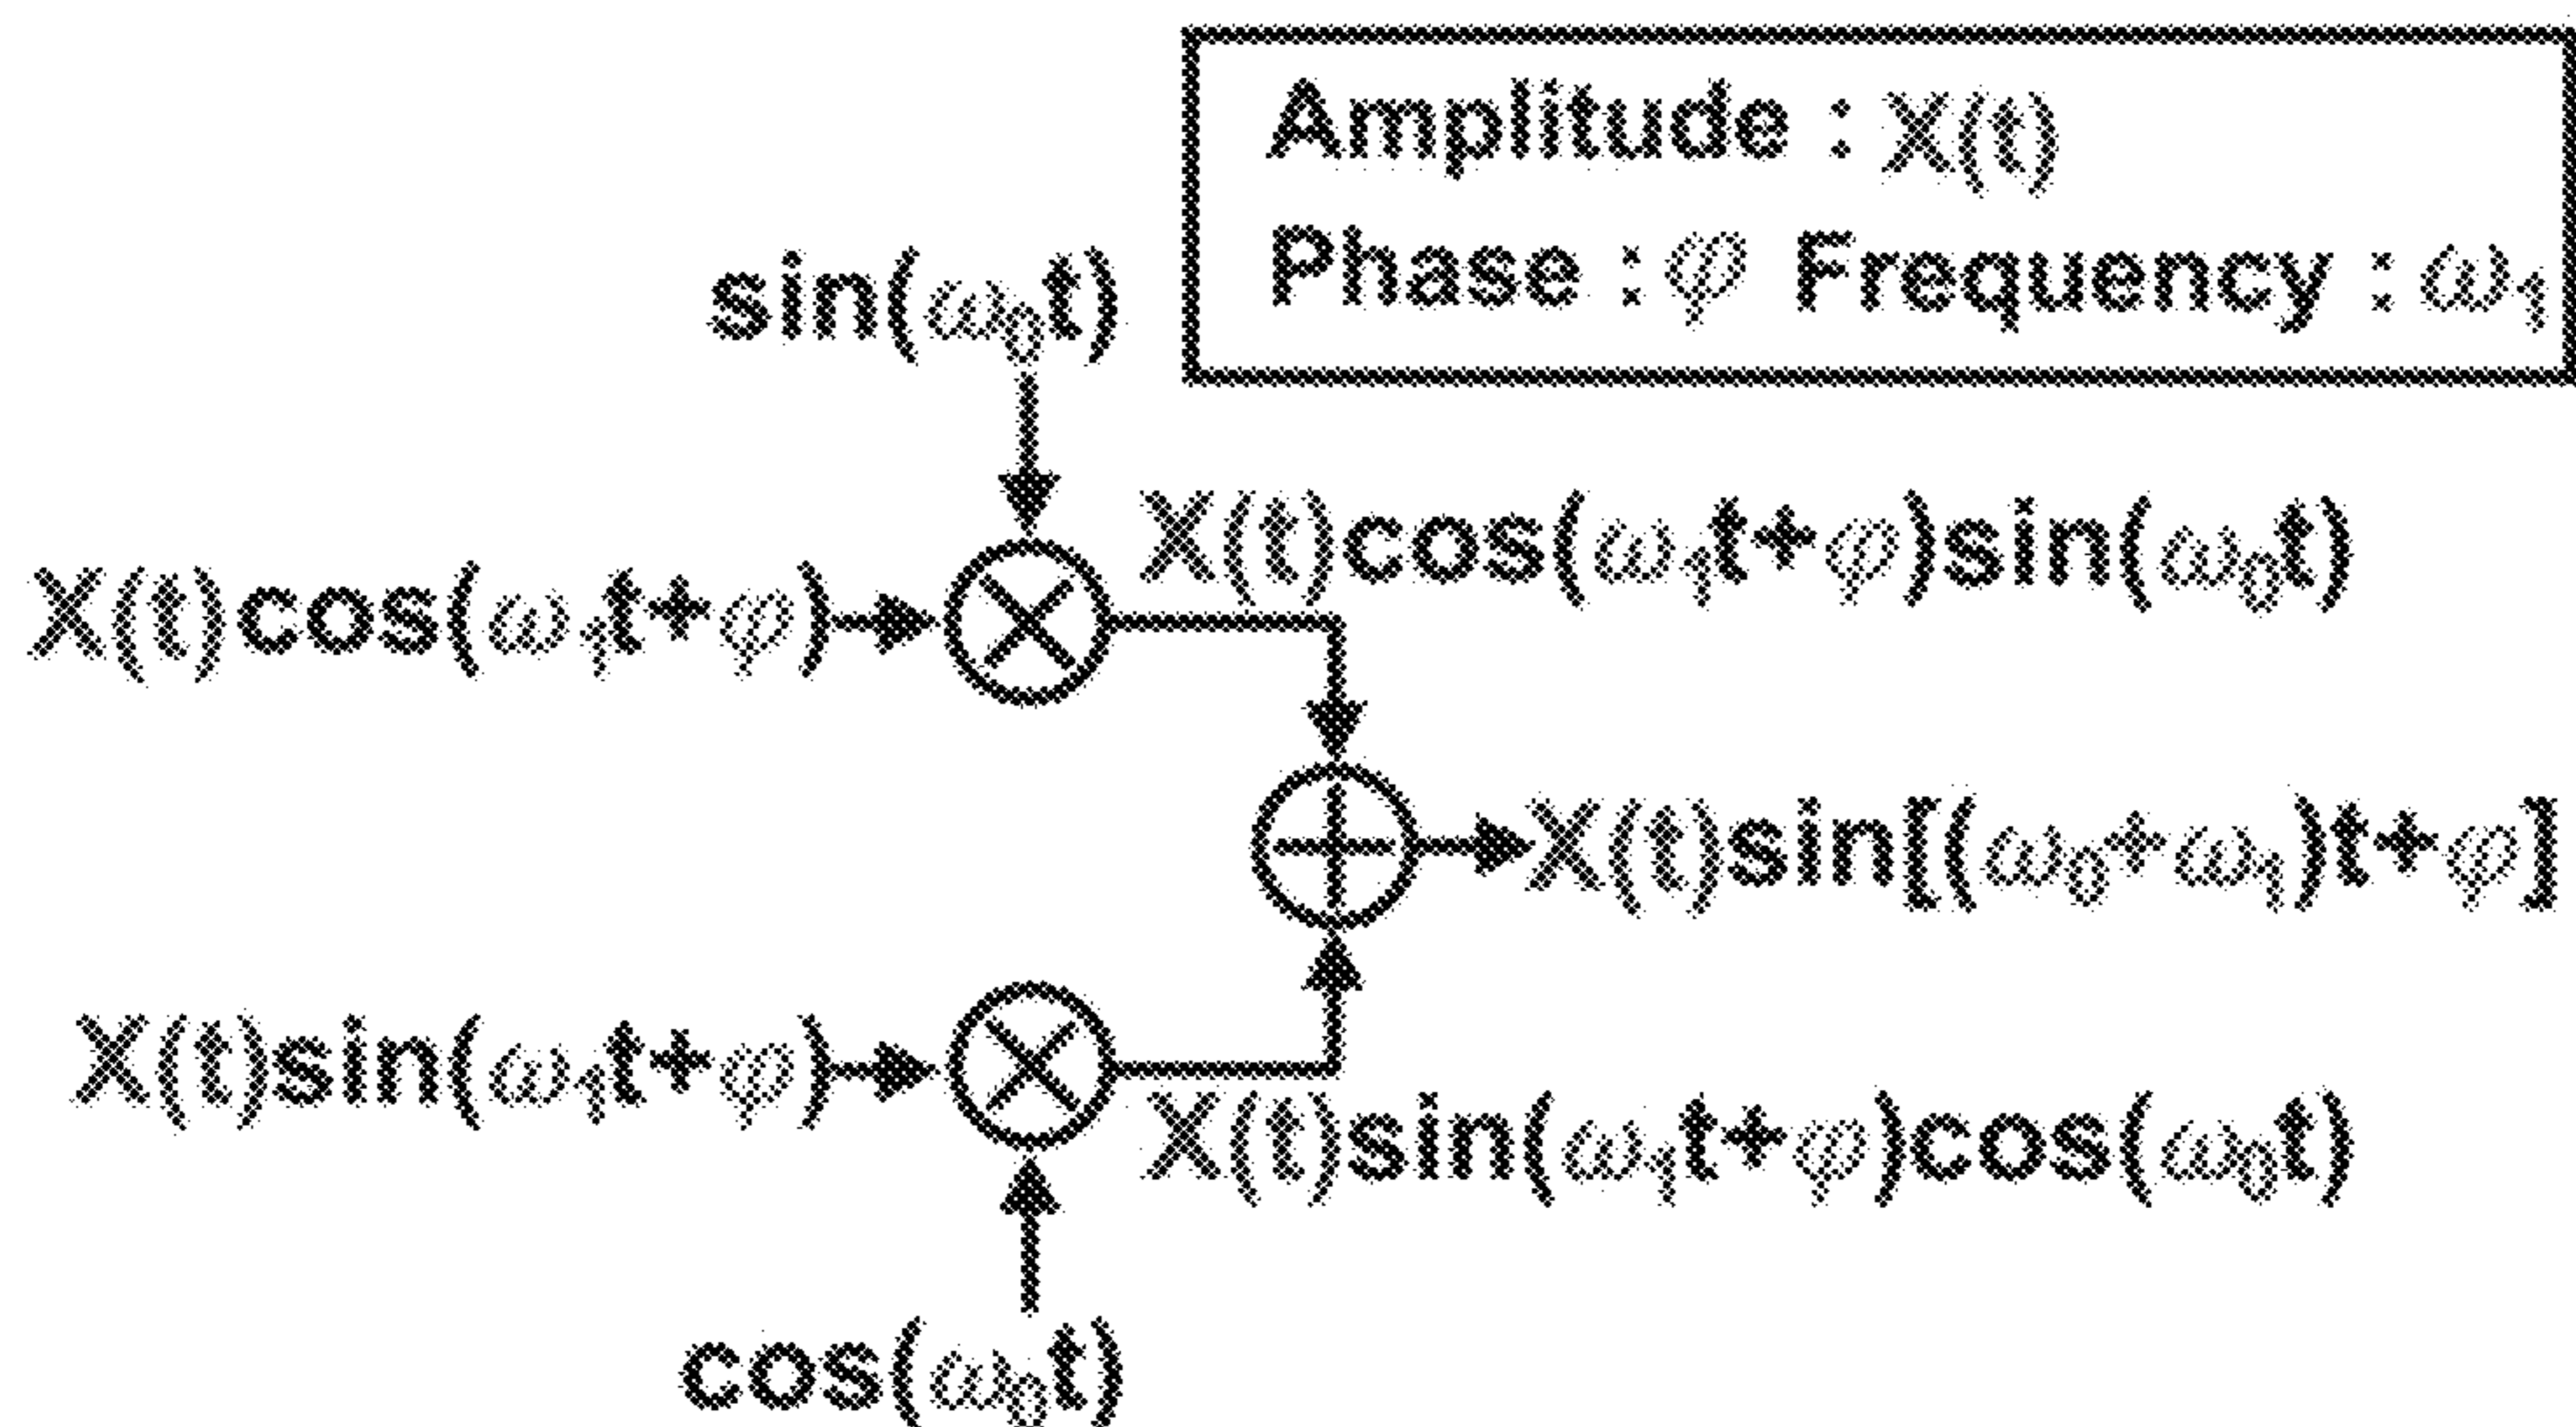 Amplitude : X(t)
Phase : φ Frequency : ω₁
sin(ω₀t)
X(t)cos(ω₁t+φ)sin(ω₀t)
X(t)cos(ω₁t+φ)
X(t)sin[(ω₀+ω₁)t+φ]
X(t)sin(ω₁t+φ)
X(t)sin(ω₁t+φ)cos(ω₀t)
cos(ω₀t)